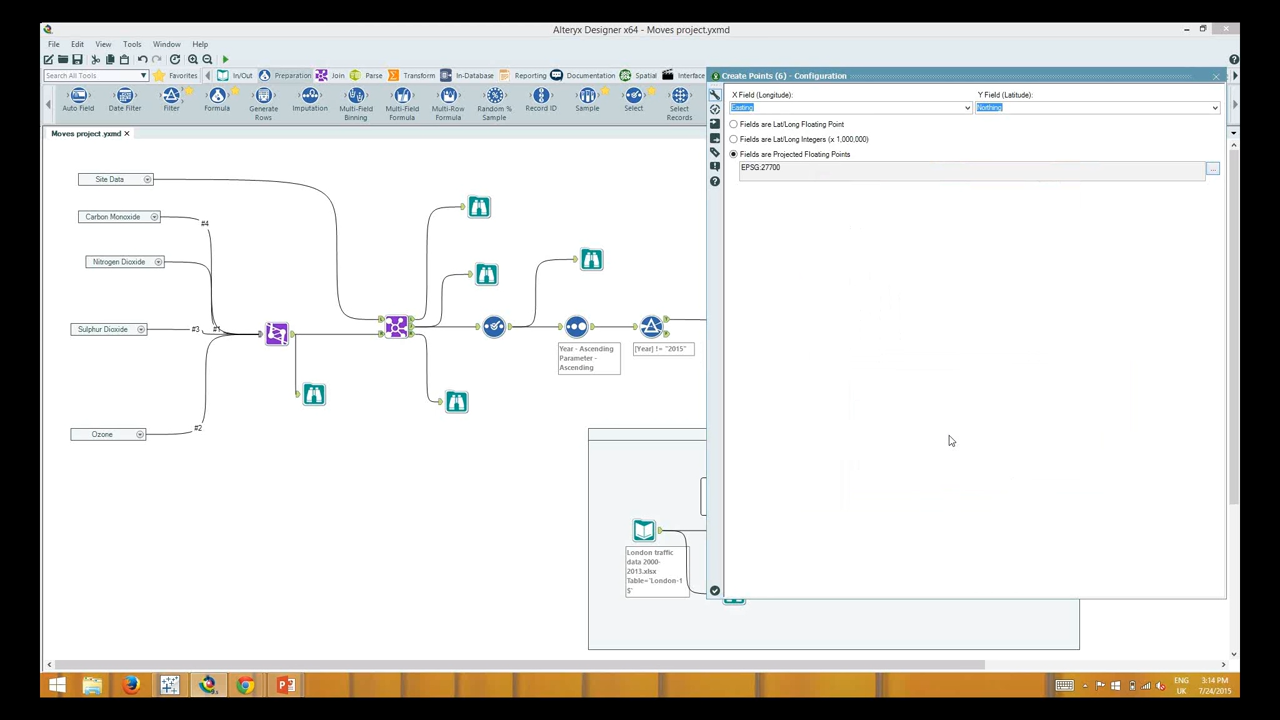 Alteryx Designer x64 - Moves project.yxmd
File Edit View Tools Window Help
Search All Tools
Favorites
In/Out
Preparation
Join
Parse
Transform
In-Database
Reporting
Documentation
Spatial
Interface
Auto Field
Date Filter
Filter
Formula
Generate Rows
Imputation
Multi-Field Binning
Multi-Field Formula
Multi-Row Formula
Random % Sample
Record ID
Sample
Select
Select Records
Moves project.yxmd
Create Points (6) - Configuration
X Field (Longitude):
Y Field (Latitude):
Easting
Northing
Fields are Lat/Long Floating Point
Fields are Lat/Long Integers (x 1,000,000)
Fields are Projected Floating Points
EPSG:27700
...
Site Data
Carbon Monoxide
#4
Nitrogen Dioxide
Sulphur Dioxide
#3
#1
Ozone
#2
Year - Ascending
Parameter -
Ascending
[Year] != "2015"
London traffic
data 2000-
2013.xlsx
Table='London-1
$'
ENG
UK
3:14 PM
7/24/2015